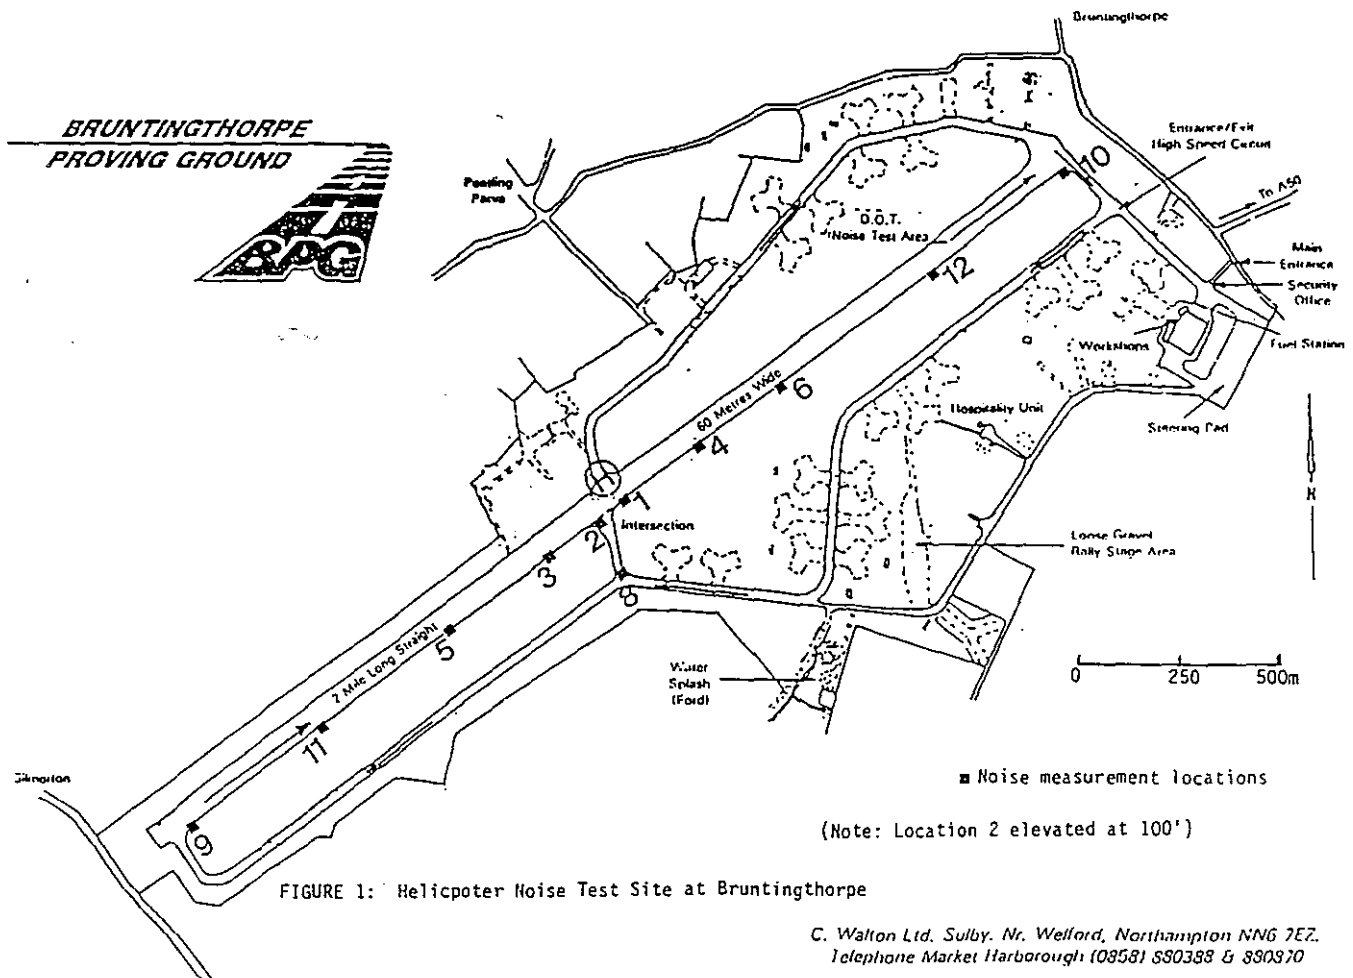 Bruntingthorpe
BRUNTINGTHORPE
PROVING GROUND
BPG
Entrance/Exit
High Speed Circuit
10
To A50
Peatling
Parva
D.O.T.
Noise Test Area
12
Main
Entrance
Security
Office
Workshops
Fuel Station
60 Metres Wide
6
Hospitality Unit
Steering Pad
4
H
1
N
2
Intersection
3
8
Loose Gravel
Rally Stage Area
2 Mile Long Straight
5
Water
Splash
(Ford)
0 250 500m
11
Gilmorton
9
Noise measurement locations
(Note: Location 2 elevated at 100')
FIGURE 1: Helicpoter Noise Test Site at Bruntingthorpe
C. Walton Ltd. Sulby. Nr. Welford, Northampton NN6 7EZ.
Telephone Market Harborough (0858) 880388 & 880870